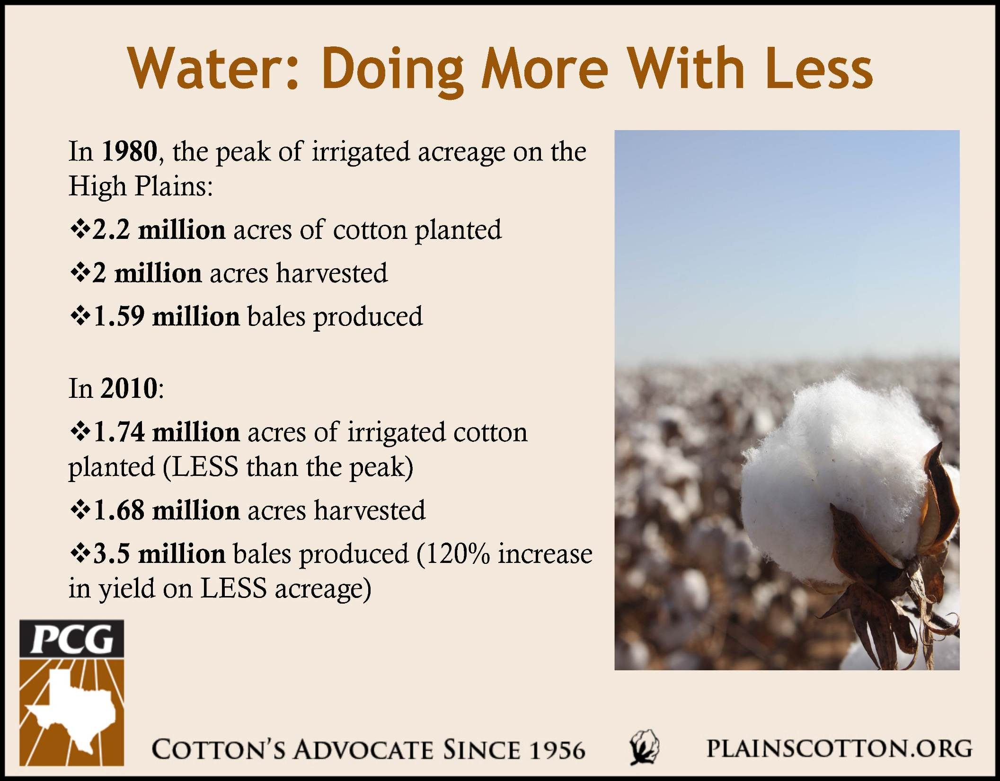 Water: Doing More With Less
In 1980, the peak of irrigated acreage on the
High Plains:
❖2.2 million acres of cotton planted
❖2 million acres harvested
❖1.59 million bales produced
In 2010:
❖1.74 million acres of irrigated cotton
planted (LESS than the peak)
❖1.68 million acres harvested
❖3.5 million bales produced (120% increase
in yield on LESS acreage)
PCG
COTTON'S ADVOCATE SINCE 1956
PLAINSCOTTON.ORG